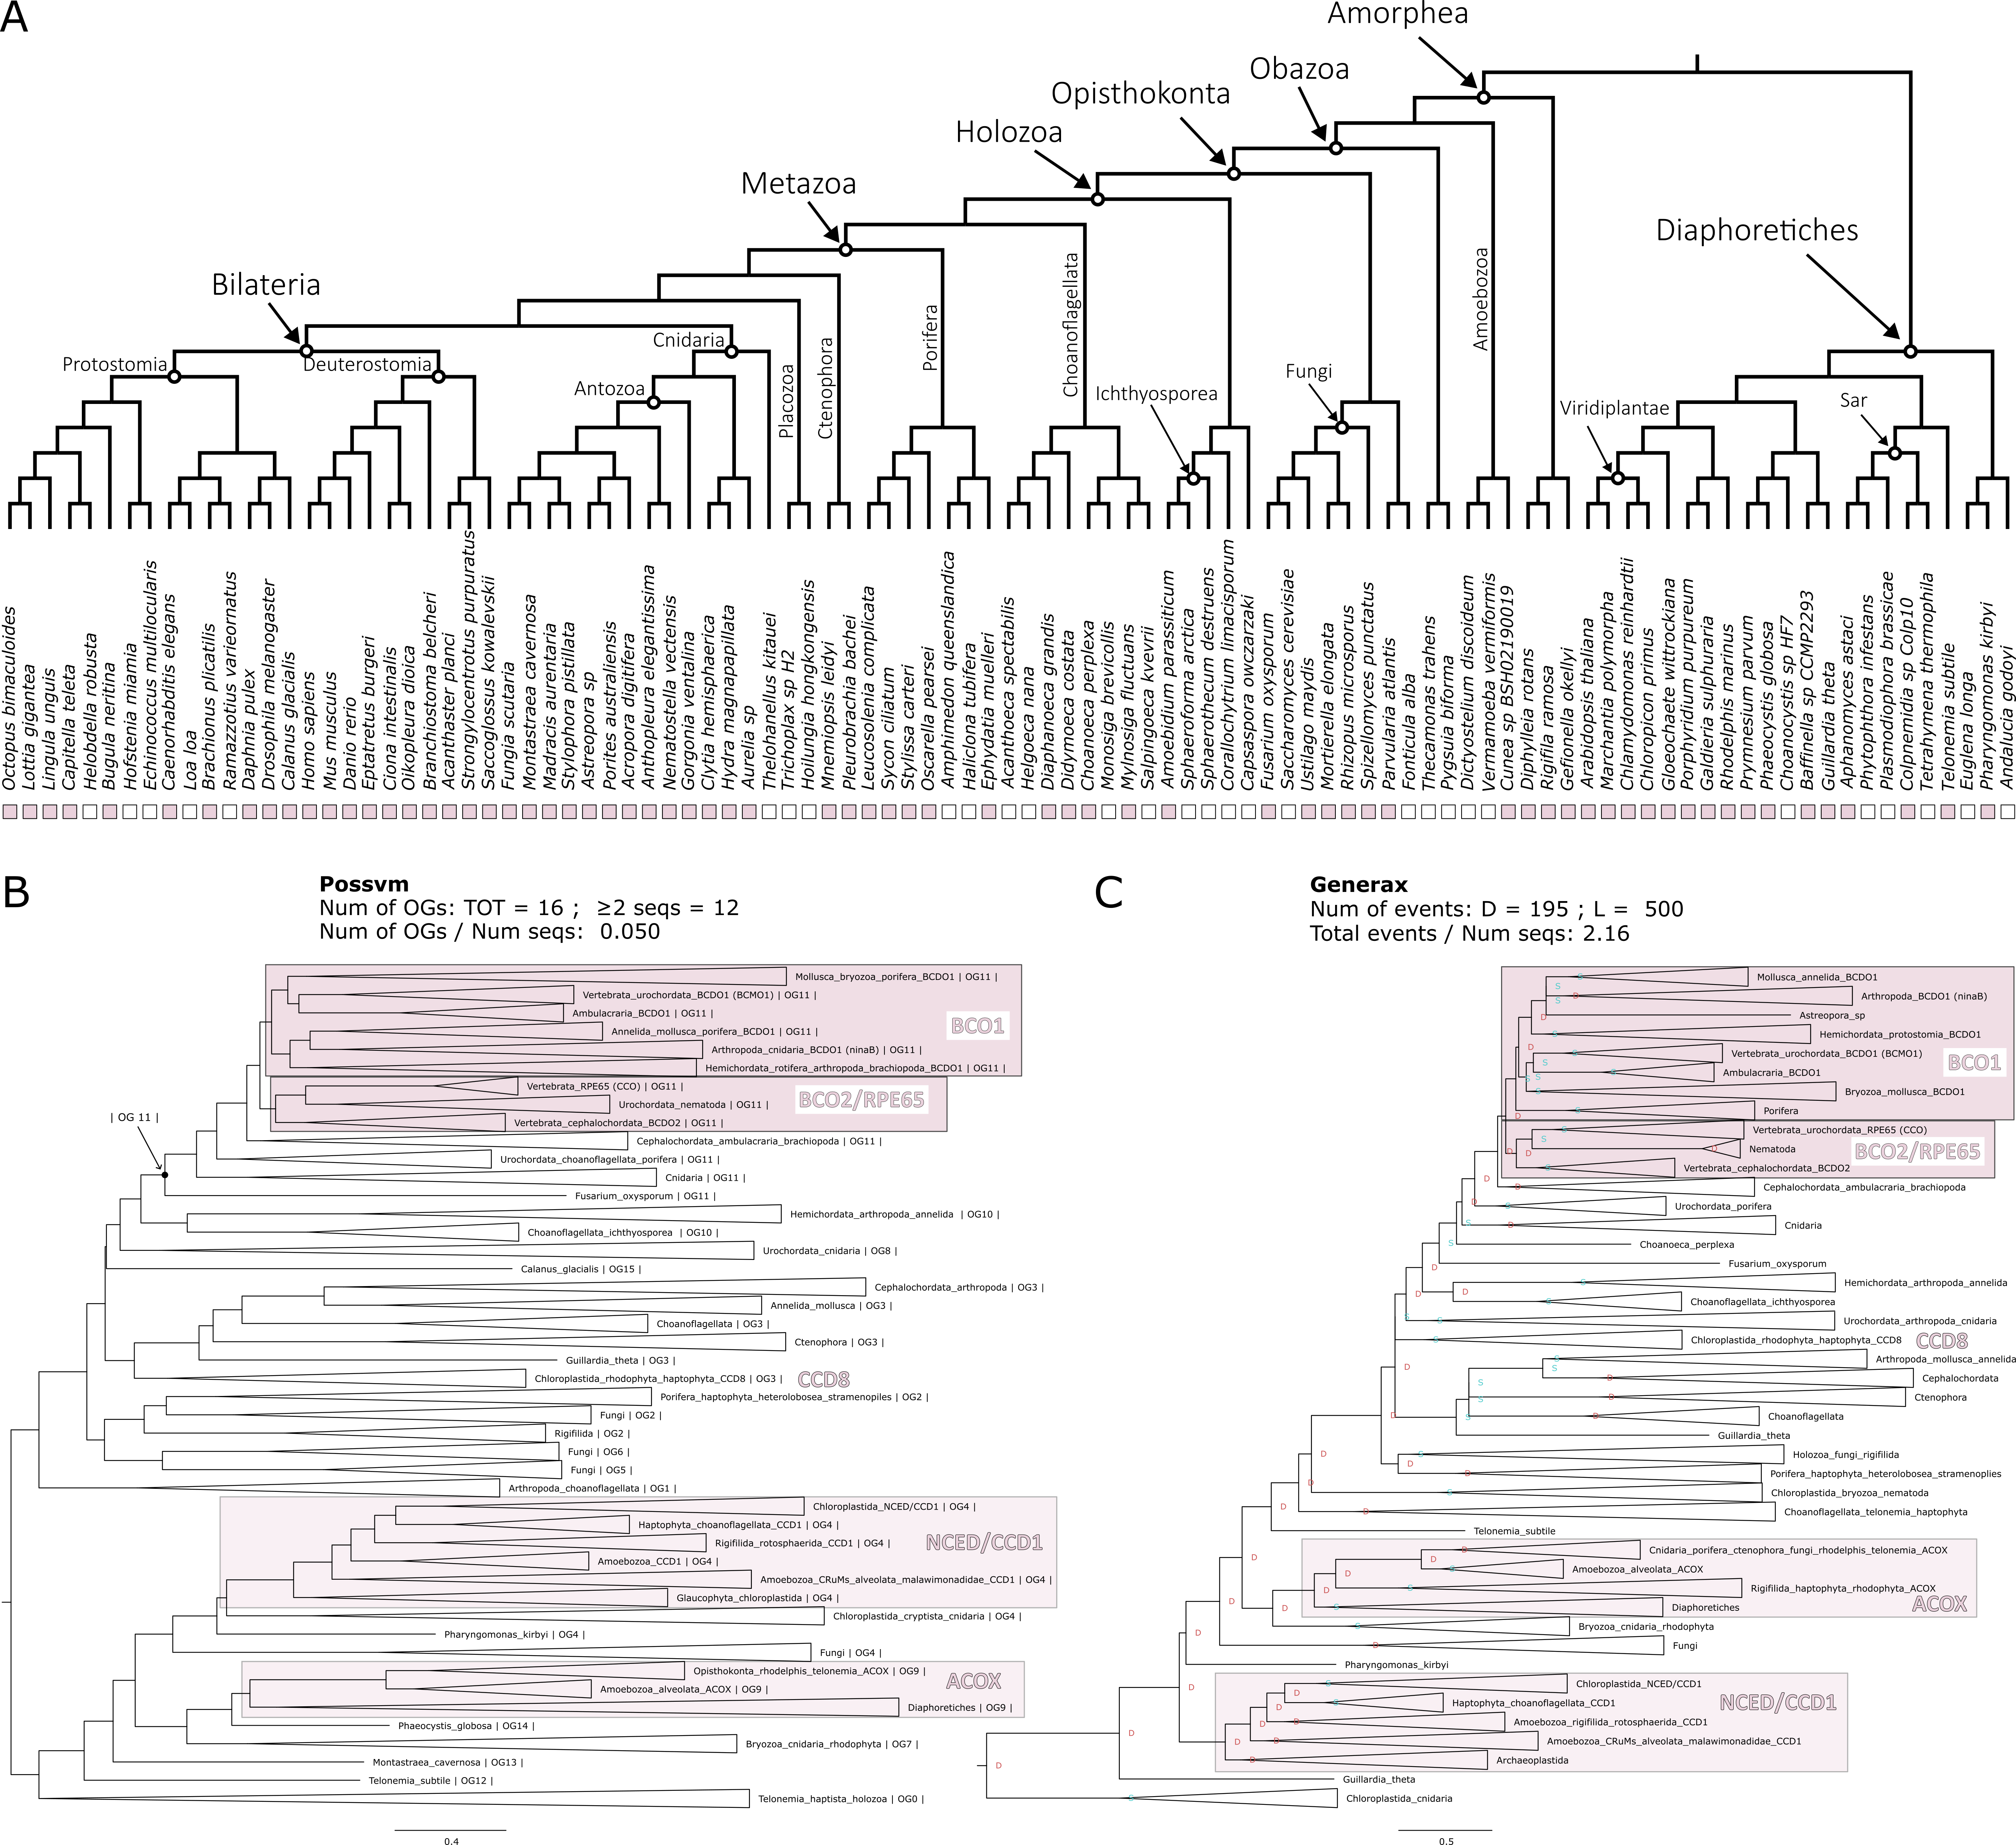 A
Amorphea
Obazoa
Opisthokonta
Holozoa
Metazoa
Diaphoretiches
Bilateria
Protostomia
Deuterostomia
Cnidaria
Antozoa
Placozoa
Ctenophora
Porifera
Choanoflagellata
Ichthyosporea
Fungi
Amoebozoa
Viridiplantae
Sar
Octopus bimaculoides
Lottia gigantea
Lingula unguis
Capitella teleta
Helobdella robusta
Bugula neritina
Hofstenia miamia
Echinococcus multilocularis
Caenorhabditis elegans
Loa loa
Brachionus plicatilis
Ramazzotius varieornatus
Daphnia pulex
Drosophila melanogaster
Calanus glacialis
Homo sapiens
Mus musculus
Danio rerio
Eptatretus burgeri
Ciona intestinalis
Oikopleura dioica
Branchiostoma belcheri
Acanthaster planci
Strongylocentrotus purpuratus
Saccoglossus kowalevskii
Fungia scutaria
Montastraea cavernosa
Madracis aurentenra
Stylophora pistillata
Astreopora sp
Porites australiensis
Acropora digitifera
Anthopleura elegantissima
Nematostella vectensis
Gorgonia ventalina
Clytia hemisphaerica
Hydra magnapapillata
Aurelia sp
Thelohanellus kitauei
Trichoplax sp H2
Hoilungia hongkongensis
Mnemiopsis leidyi
Pleurobrachia bachei
Leucosolenia complicata
Sycon ciliatum
Stylissa carteri
Oscarella pearsei
Amphimedon queenslandica
Haliclona tubifera
Ephydatia muelleri
Acanthoeca spectabilis
Helgoeca nana
Diaphanoeca grandis
Didymoeca costata
Choanoeca perplexa
Monosiga brevicollis
Mylnosiga fluctuans
Salpingoeca kvevrii
Amoebidium parasiticum
Sphaeroforma arctica
Sphaerothecum destruens
Corallochytrium limacisporum
Capsaspora owczarzaki
Fusarium oxysporum
Saccharomyces cerevisiae
Ustilago maydis
Mortierella elongata
Rhizopus microsporus
Spizellomyces punctatus
Parvularia atlantis
Fonticula alba
Thecamonas trahens
Pygsuia biforma
Dictyostelium discoideum
Vermamoeba vermiformis
Cunea sp BSH02190019
Diphylleia rotans
Rigifila ramosa
Gefionella okellyi
Arabidopsis thaliana
Marchantia polymorpha
Chlamydomonas reinhardtii
Chloropicon primus
Gloeochaete wittrockiana
Porphyridium purpureum
Galdieria sulphuraria
Rhodelphis marinus
Prymnesium parvum
Phaeocystis globosa
Choanocystis sp HF7
Baffinella sp CCMP2293
Guillardia theta
Aphanomyces astaci
Phytophthora infestans
Plasmodiophora brassicae
Colpnemidia sp Colp10
Tetrahymena thermophila
Telonemia subtile
Euglena longa
Pharyngomonas kirbyi
Andalucia godoyi
B
Possvm
Num of OGs: TOT = 16 ; ≥2 seqs = 12
Num of OGs / Num seqs: 0.050
Mollusca_bryozoa_porifera_BCDO1 | OG11 |
Vertebrata_urochordata_BCDO1 (BCMO1) | OG11 |
Ambulacraria_BCDO1 | OG11 |
BCO1
Annelida_mollusca_porifera_BCDO1 | OG11 |
Arthropoda_cnidaria_BCDO1 (ninaB) | OG11 |
Hemichordata_rotifera_arthropoda_brachiopoda_BCDO1 | OG11 |
Vertebrata_RPE65 (CCO) | OG11 |
BCO2/RPE65
Urochordata_nematoda | OG11 |
| OG 11 |
Vertebrata_cephalochordata_BCDO2 | OG11 |
Cephalochordata_ambulacraria_brachiopoda | OG11 |
Urochordata_choanoflagellata_porifera | OG11 |
Cnidaria | OG11 |
Fusarium_oxysporum | OG11 |
Hemichordata_arthropoda_annelida | OG10 |
Choanoflagellata_ichthyosporea | OG10 |
Urochordata_cnidaria | OG8 |
Calanus_glacialis | OG15 |
Cephalochordata_arthropoda | OG3 |
Annelida_mollusca | OG3 |
Choanoflagellata | OG3 |
Ctenophora | OG3 |
Guillardia_theta | OG3 |
Chloroplastida_rhodophyta_haptophyta_CCD8 | OG3 |
CCD8
Porifera_haptophyta_heterolobosea_stramenopiles | OG2 |
Fungi | OG2 |
Rigifilida | OG2 |
Fungi | OG6 |
Fungi | OG5 |
Arthropoda_choanoflagellata | OG1 |
Chloroplastida_NCED/CCD1 | OG4 |
Haptophyta_choanoflagellata_CCD1 | OG4 |
Rigifilida_rotosphaerida_CCD1 | OG4 |
NCED/CCD1
Amoebozoa_CCD1 | OG4 |
Amoebozoa_CRuMs_alveolata_malawimonadidae_CCD1 | OG4 |
Glaucophyta_chloroplastida | OG4 |
Chloroplastida_cryptista_cnidaria | OG4 |
Pharyngomonas_kirbyi | OG4 |
Fungi | OG4 |
Opisthokonta_rhodelphis_telonemia_ACOX | OG9 |
ACOX
Amoebozoa_alveolata_ACOX | OG9 |
Diaphoretiches | OG9 |
Phaeocystis_globosa | OG14 |
Bryozoa_cnidaria_rhodophyta | OG7 |
Montastraea_cavernosa | OG13 |
Telonemia_subtile | OG12 |
Telonemia_haptista_holozoa | OG0 |
0.4
C
Generax
Num of events: D = 195 ; L = 500
Total events / Num seqs: 2.16
Mollusca_annelida_BCDO1
Arthropoda_BCDO1 (ninaB)
Astreopora_sp
Hemichordata_protostomia_BCDO1
Vertebrata_urochordata_BCDO1 (BCMO1)
BCO1
Ambulacraria_BCDO1
Bryozoa_mollusca_BCDO1
Porifera
Vertebrata_urochordata_RPE65 (CCO)
Nematoda
BCO2/RPE65
Vertebrata_cephalochordata_BCDO2
Cephalochordata_ambulacraria_brachiopoda
Urochordata_porifera
Cnidaria
Choanoeca_perplexa
Fusarium_oxysporum
Hemichordata_arthropoda_annelida
Choanoflagellata_ichthyosporea
Urochordata_arthropoda_cnidaria
Chloroplastida_rhodophyta_haptophyta_CCD8
CCD8
Arthropoda_mollusca_annelida
Cephalochordata
Ctenophora
Choanoflagellata
Guillardia_theta
Holozoa_fungi_rigifilida
Porifera_haptophyta_heterolobosea_stramenoplies
Chloroplastida_bryozoa_nematoda
Choanoflagellata_telonemia_haptophyta
Telonemia_subtile
Cnidaria_porifera_ctenophora_fungi_rhodelphis_telonemia_ACOX
Amoebozoa_alveolata_ACOX
Rigifilida_haptophyta_rhodophyta_ACOX
ACOX
Diaphoretiches
Bryozoa_cnidaria_rhodophyta
Fungi
Pharyngomonas_kirbyi
Chloroplastida_NCED/CCD1
NCED/CCD1
Haptophyta_choanoflagellata_CCD1
Amoebozoa_rigifilida_rotosphaerida_CCD1
Amoebozoa_CRuMs_alveolata_malawimonadidae_CCD1
Archaeoplastida
Guillardia_theta
Chloroplastida_cnidaria
0.5